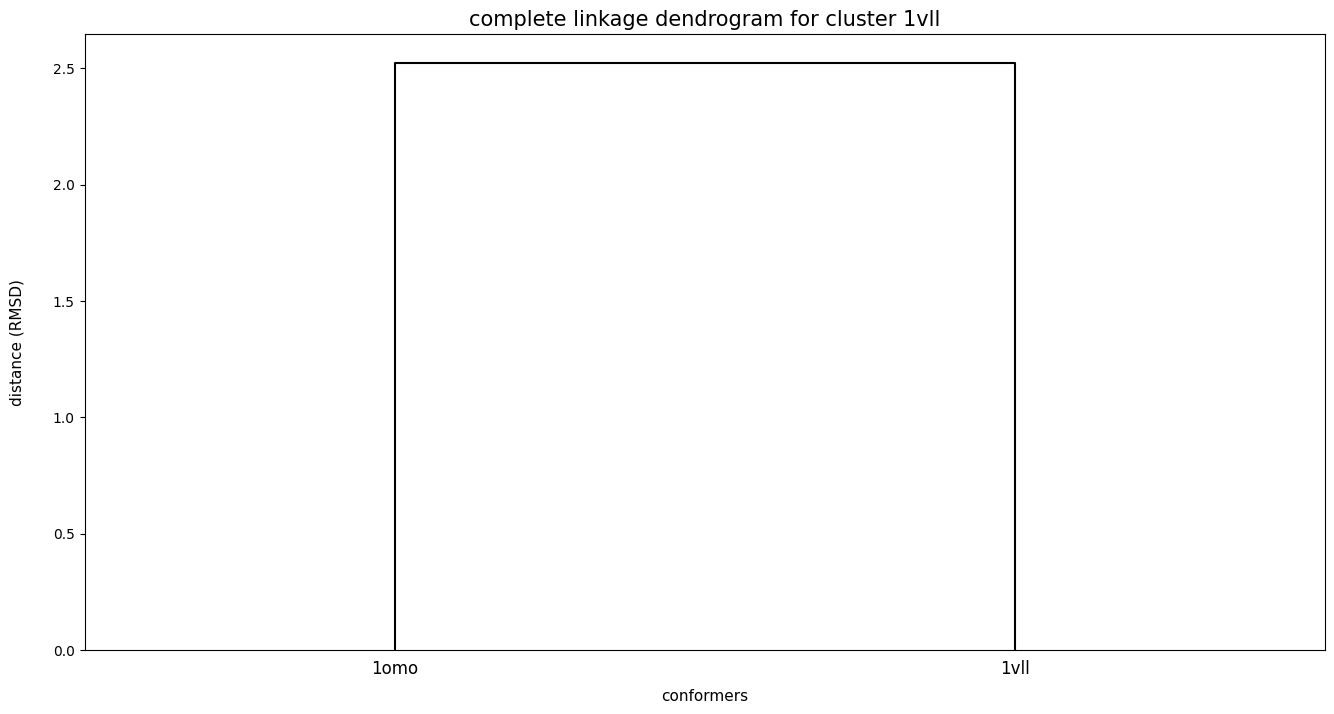 complete linkage dendrogram for cluster 1vll
2.5
2.0
1.5
1.0
0.5
0.0
distance (RMSD)
1omo 1vll
conformers